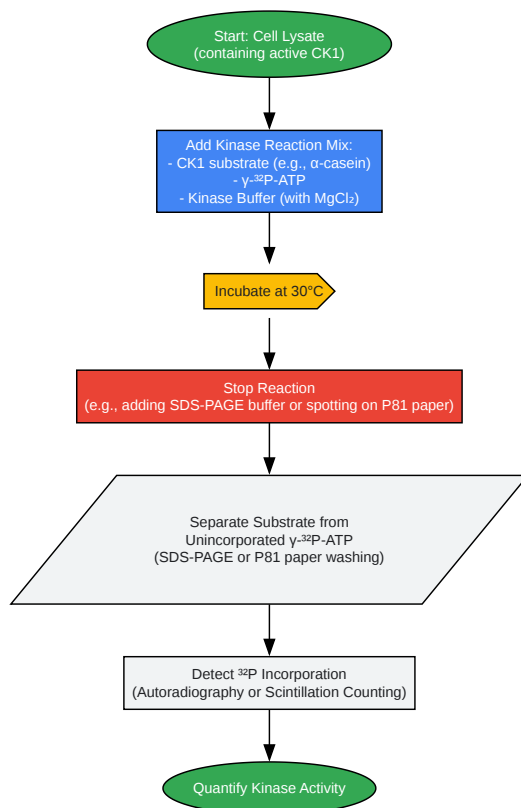 Start: Cell Lysate
(containing active CK1)
Add Kinase Reaction Mix:
- CK1 substrate (e.g., α-casein)
- γ-³²P-ATP
- Kinase Buffer (with MgCl₂)
Incubate at 30°C
Stop Reaction
(e.g., adding SDS-PAGE buffer or spotting on P81 paper)
Separate Substrate from
Unincorporated γ-³²P-ATP
(SDS-PAGE or P81 paper washing)
Detect ³²P Incorporation
(Autoradiography or Scintillation Counting)
Quantify Kinase Activity